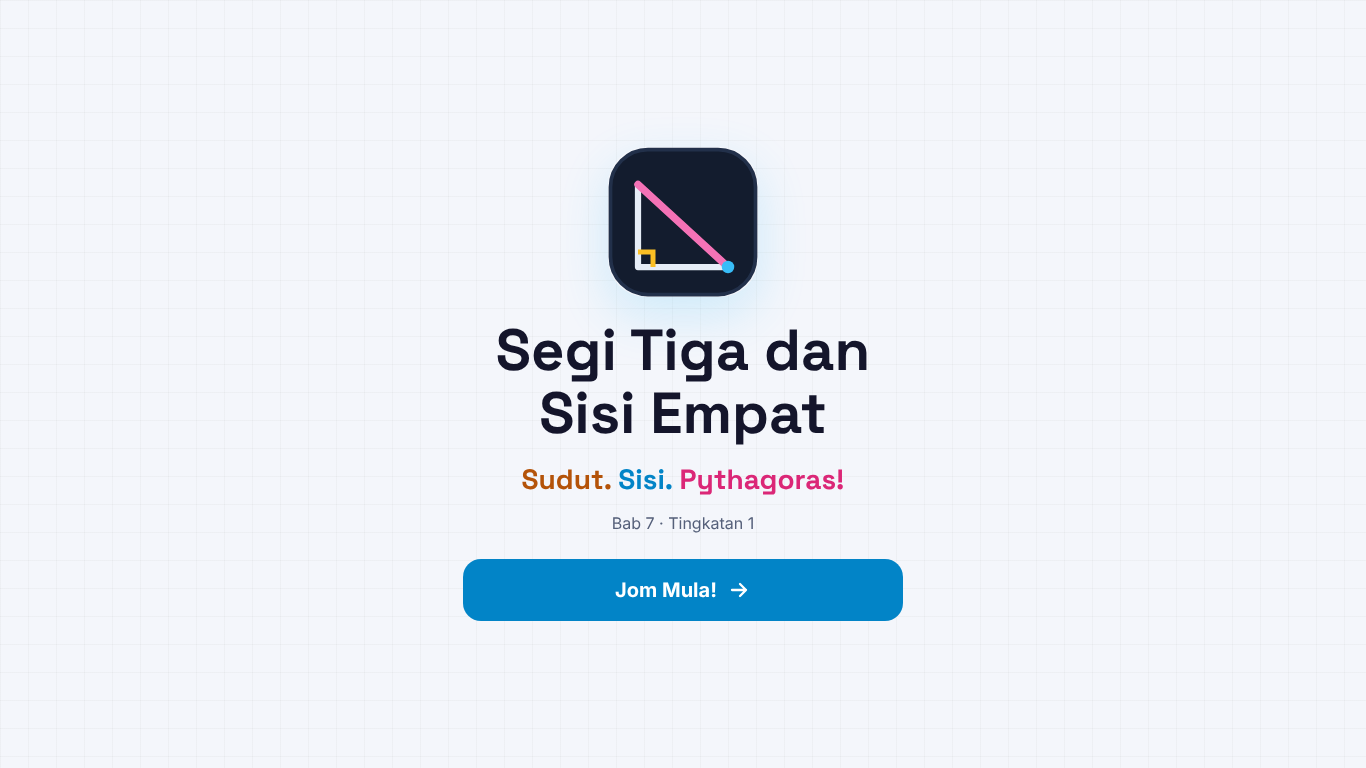 Segi Tiga dan
Sisi Empat
Sudut. Sisi. Pythagoras!
Bab 7 · Tingkatan 1
Jom Mula! →